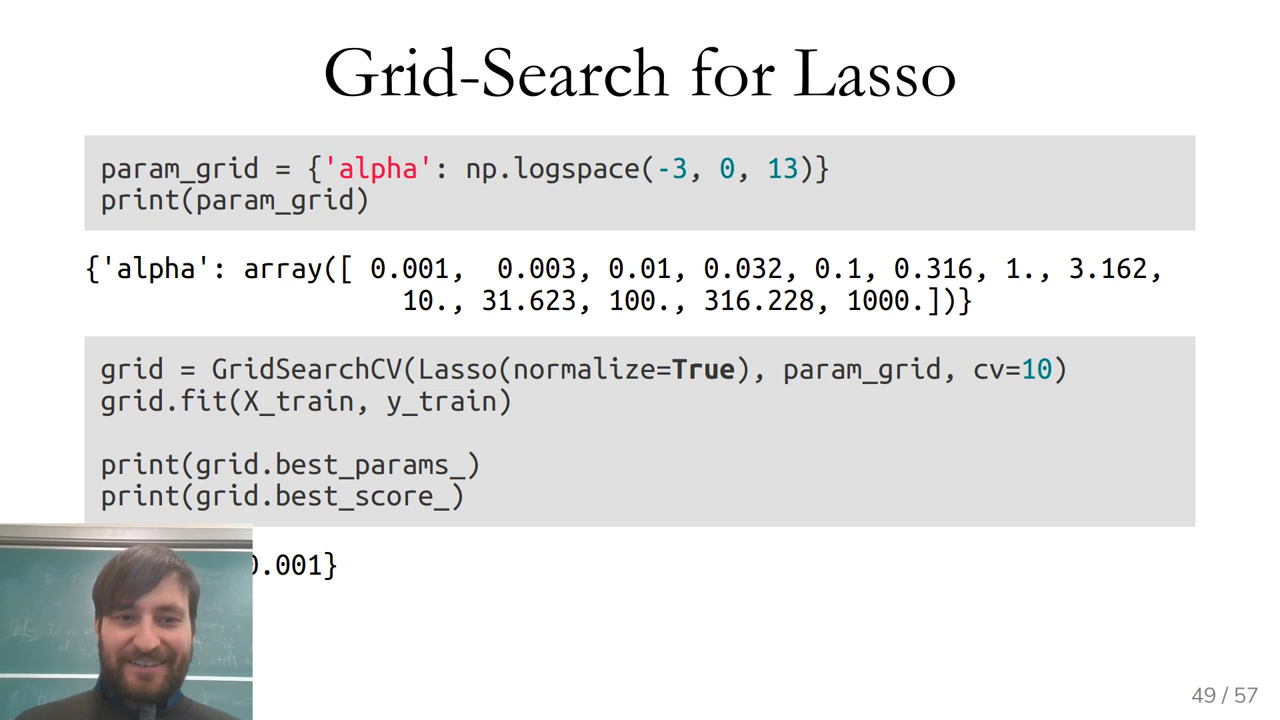 Grid-Search for Lasso
param_grid = {'alpha': np.logspace(-3, 0, 13)}
print(param_grid)
{'alpha': array([ 0.001,  0.003, 0.01, 0.032, 0.1, 0.316, 1., 3.162,
10., 31.623, 100., 316.228, 1000.])}
grid = GridSearchCV(Lasso(normalize=True), param_grid, cv=10)
grid.fit(X_train, y_train)
print(grid.best_params_)
print(grid.best_score_)
0.001}
49 / 57